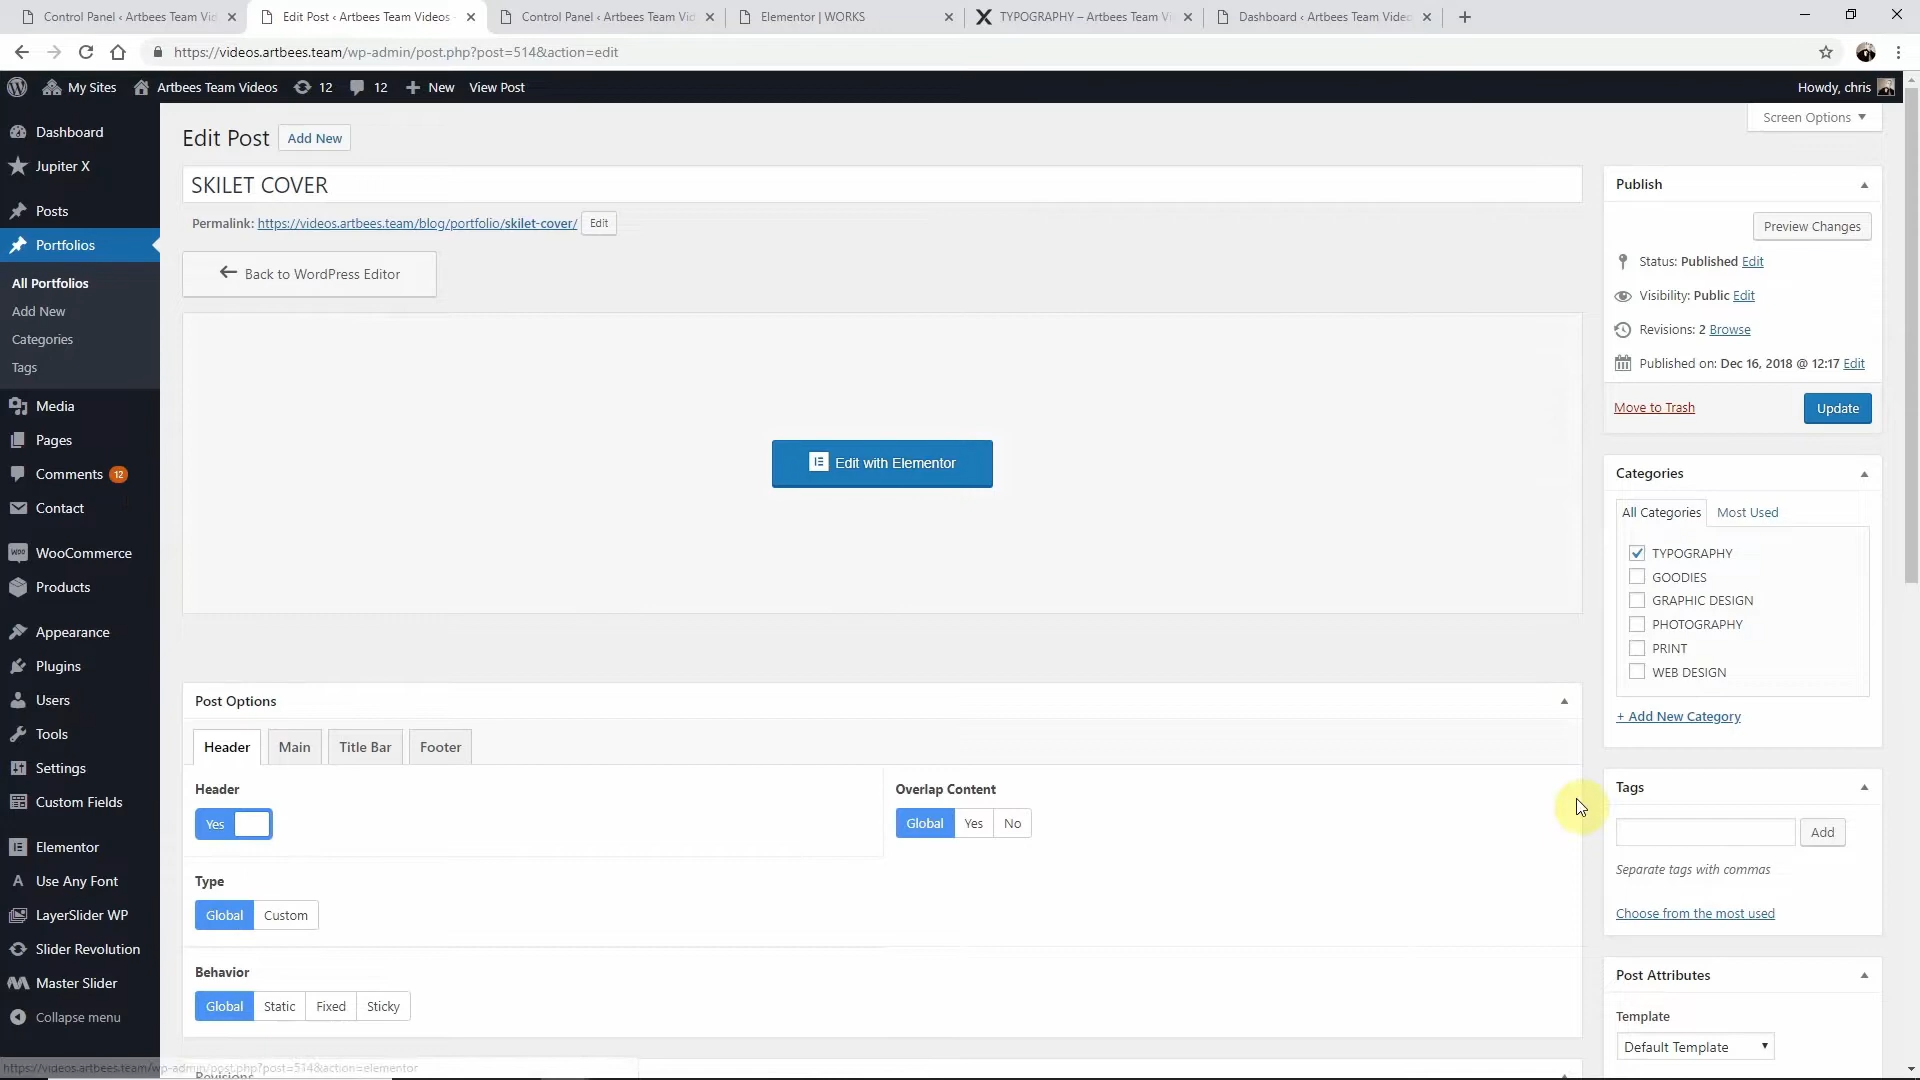 Control Panel ‹ Artbees Team Vid
Edit Post ‹ Artbees Team Videos
Control Panel ‹ Artbees Team Vid
Elementor | WORKS
TYPOGRAPHY – Artbees Team Vi
Dashboard ‹ Artbees Team Video
https://videos.artbees.team/wp-admin/post.php?post=514&action=edit
My Sites
Artbees Team Videos
12
12
New
View Post
Howdy, chris
Screen Options
Dashboard
Jupiter X
Posts
Portfolios
All Portfolios
Add New
Categories
Tags
Media
Pages
Comments 12
Contact
WooCommerce
Products
Appearance
Plugins
Users
Tools
Settings
Custom Fields
Elementor
Use Any Font
LayerSlider WP
Slider Revolution
Master Slider
Collapse menu
Edit Post
Add New
SKILET COVER
Permalink: https://videos.artbees.team/blog/portfolio/skilet-cover/ Edit
Back to WordPress Editor
Edit with Elementor
Post Options
Header
Main
Title Bar
Footer
Header
Yes
Overlap Content
Global
Yes
No
Type
Global
Custom
Behavior
Global
Static
Fixed
Sticky
Revisions
Publish
Preview Changes
Status: Published Edit
Visibility: Public Edit
Revisions: 2 Browse
Published on: Dec 16, 2018 @ 12:17 Edit
Move to Trash
Update
Categories
All Categories
Most Used
TYPOGRAPHY
GOODIES
GRAPHIC DESIGN
PHOTOGRAPHY
PRINT
WEB DESIGN
+ Add New Category
Tags
Add
Separate tags with commas
Choose from the most used
Post Attributes
Template
Default Template
https://videos.artbees.team/wp-admin/post.php?post=514&action=elementor